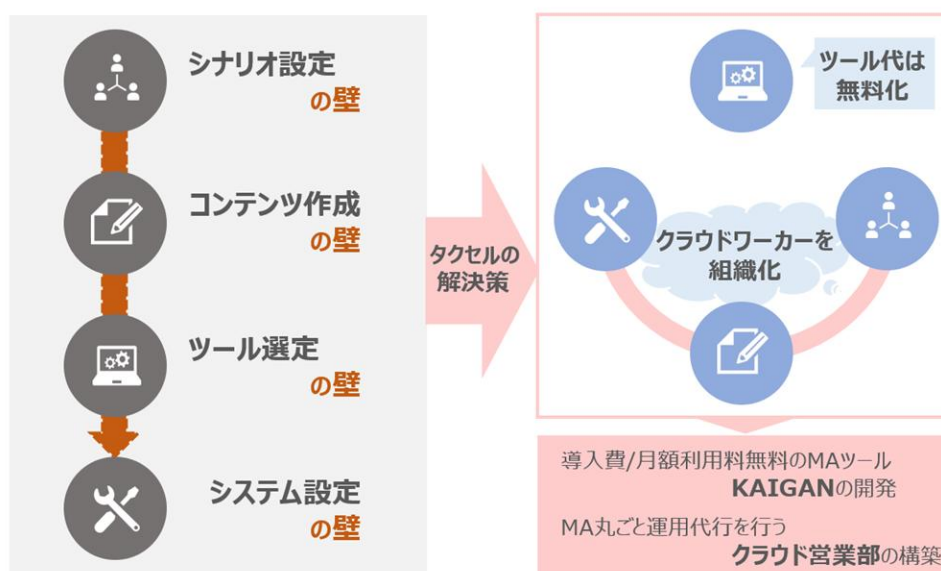 シナリオ設定
の壁
コンテンツ作成
の壁
ツール選定
の壁
システム設定
の壁
タクセルの
解決策
ツール代は
無料化
クラウドワーカーを
組織化
導入費/月額利用料無料のMAツール
KAIGANの開発
MA丸ごと運用代行を行う
クラウド営業部の構築